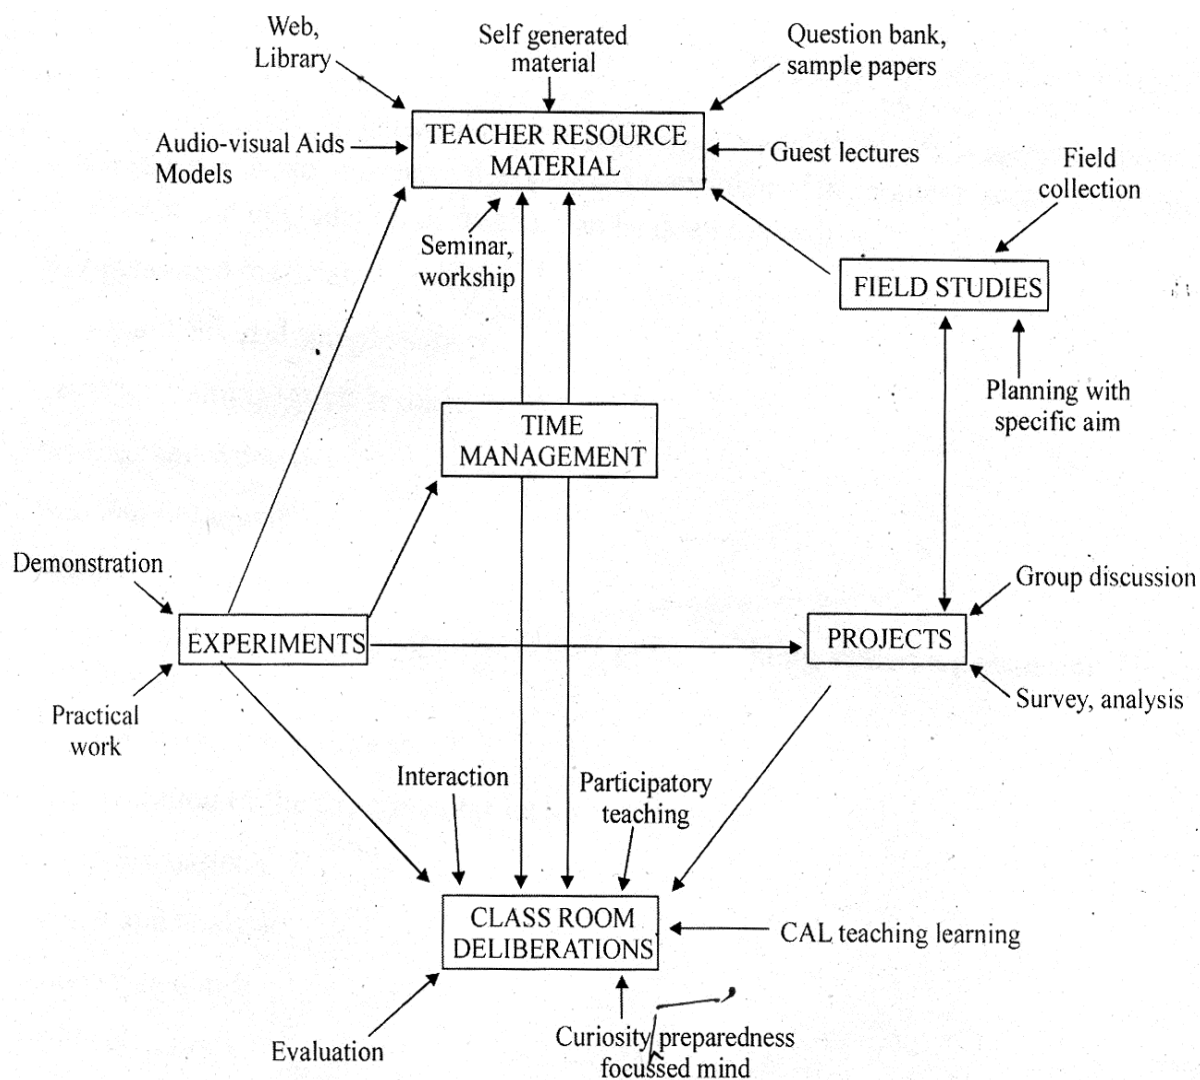 Web,
Library
Self generated
material
Question bank,
sample papers
Audio-visual Aids
Models
TEACHER RESOURCE
MATERIAL
Guest lectures
Field
collection
Seminar,
workship
FIELD STUDIES
TIME
MANAGEMENT
Planning with
specific aim
Demonstration
EXPERIMENTS
PROJECTS
Group discussion
Practical
work
Survey, analysis
Interaction
Participatory
teaching
CLASS ROOM
DELIBERATIONS
CAL teaching learning
Evaluation
Curiosity, preparedness
focussed mind